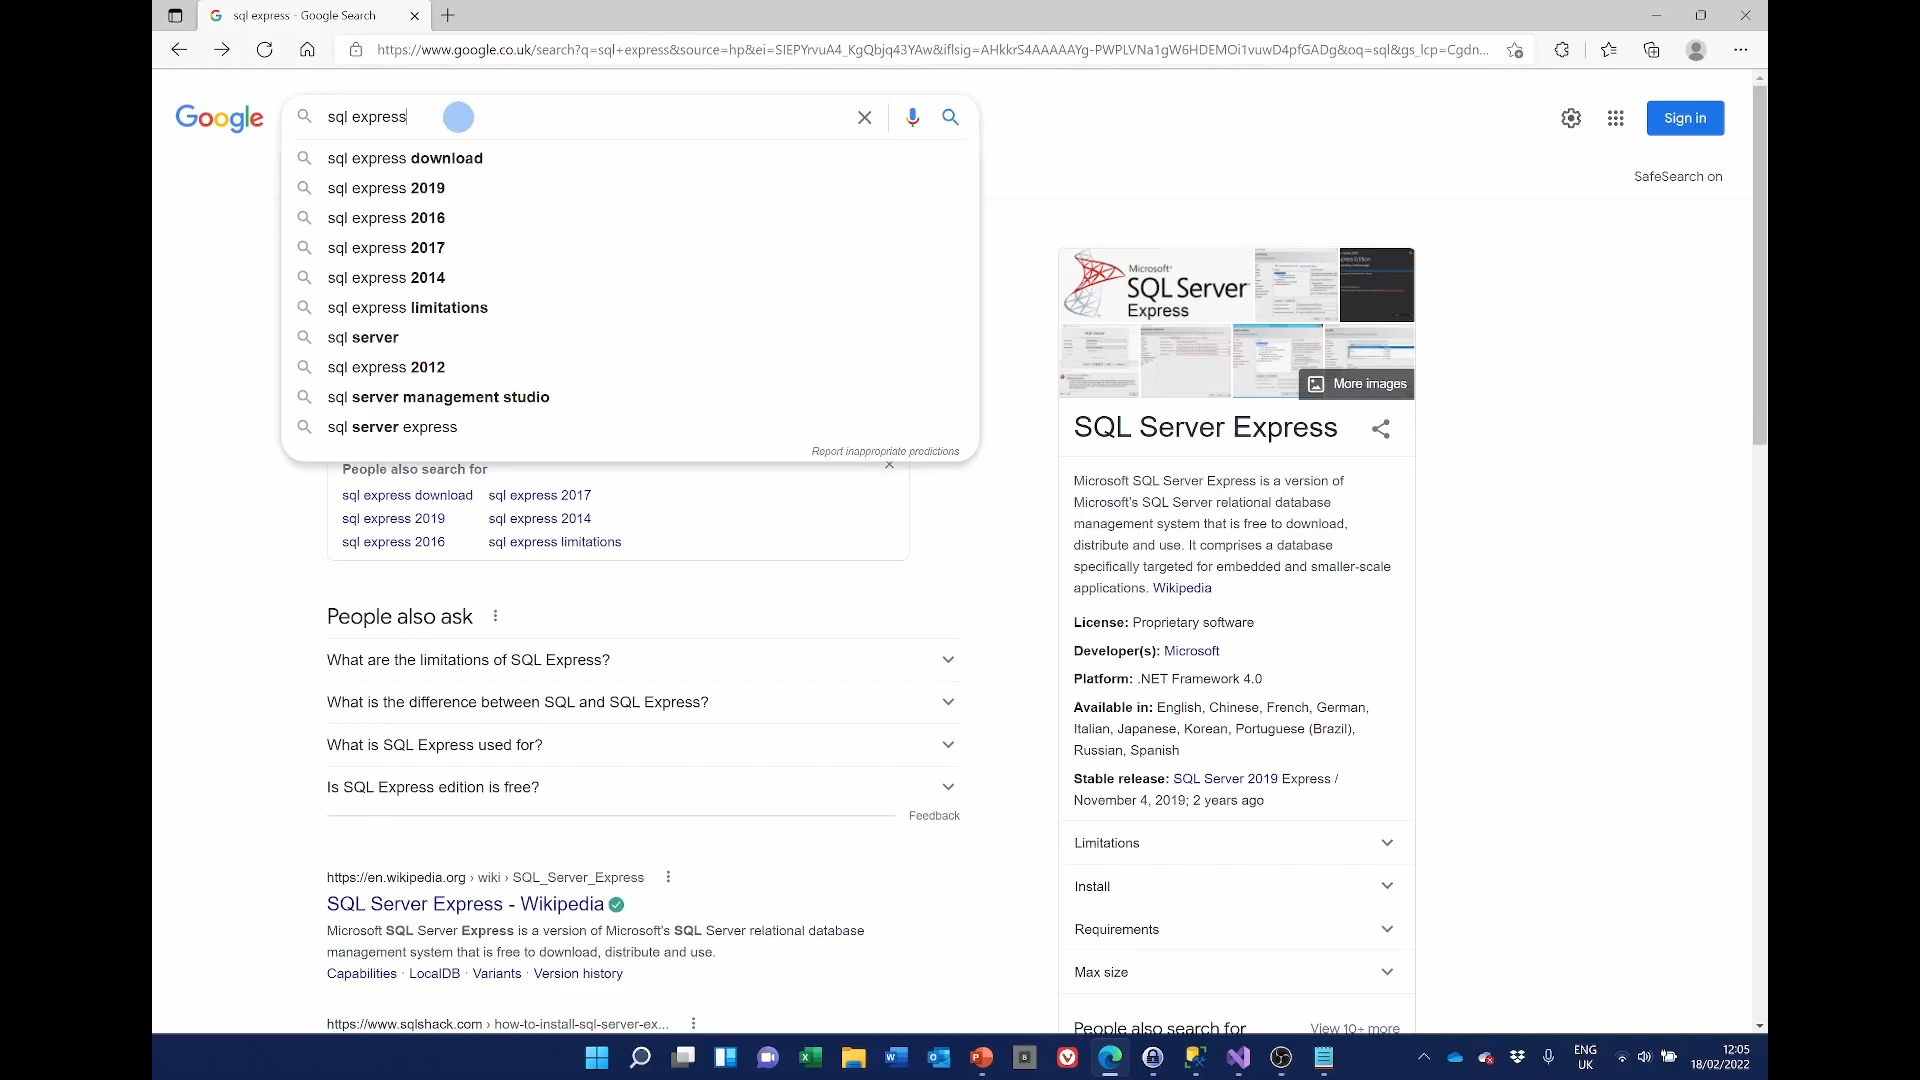 sql express - Google Search
https://www.google.co.uk/search?q=sql+express&source=hp&ei=SIEPYrvuA4_KgQbjq43YAw&iflsig=AHkkrS4AAAAAYg-PWPLVNa1gW6HDEMOi1vuwD4pfGADg&oq=sql&gs_lcp=Cgdn...
Google
sql express
Sign in
SafeSearch on
sql express download
sql express 2019
sql express 2016
sql express 2017
sql express 2014
sql express limitations
sql server
sql express 2012
sql server management studio
sql server express
Report inappropriate predictions
People also search for
sql express download sql express 2017
sql express 2019 sql express 2014
sql express 2016 sql express limitations
People also ask
What are the limitations of SQL Express?
What is the difference between SQL and SQL Express?
What is SQL Express used for?
Is SQL Express edition is free?
Feedback
https://en.wikipedia.org › wiki › SQL_Server_Express
SQL Server Express - Wikipedia
Microsoft SQL Server Express is a version of Microsoft's SQL Server relational database
management system that is free to download, distribute and use.
Capabilities · LocalDB · Variants · Version history
https://www.sqlshack.com › how-to-install-sql-server-ex...
Microsoft
SQL Server
Express
More images
SQL Server Express
Microsoft SQL Server Express is a version of
Microsoft's SQL Server relational database
management system that is free to download,
distribute and use. It comprises a database
specifically targeted for embedded and smaller-scale
applications. Wikipedia
License: Proprietary software
Developer(s): Microsoft
Platform: .NET Framework 4.0
Available in: English, Chinese, French, German,
Italian, Japanese, Korean, Portuguese (Brazil),
Russian, Spanish
Stable release: SQL Server 2019 Express /
November 4, 2019; 2 years ago
Limitations
Install
Requirements
Max size
People also search for View 10+ more
ENG
UK
12:05
18/02/2022